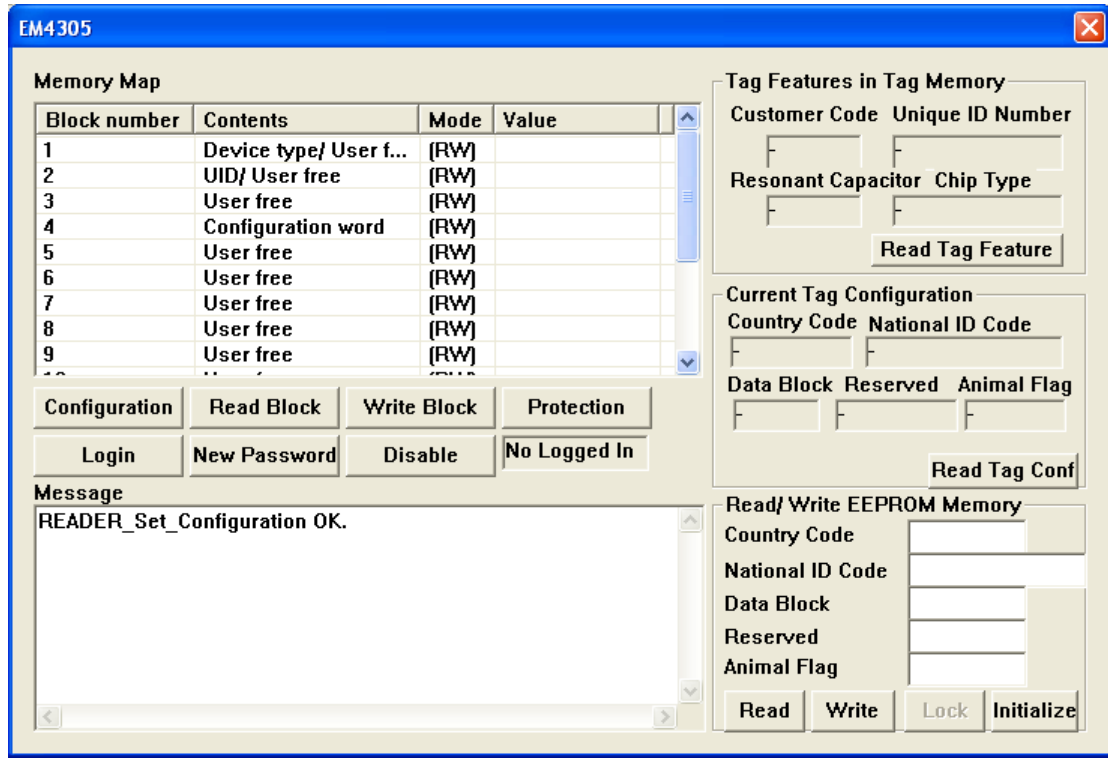 EM4305
Memory Map
Block number Contents Mode Value
1 Device type/ User f... (RW)
2 UID/ User free (RW)
3 User free (RW)
4 Configuration word (RW)
5 User free (RW)
6 User free (RW)
7 User free (RW)
8 User free (RW)
9 User free (RW)
Configuration Read Block Write Block Protection
Login New Password Disable No Logged In
Message
READER_Set_Configuration OK.
Tag Features in Tag Memory
Customer Code Unique ID Number
- -
Resonant Capacitor Chip Type
- -
Read Tag Feature
Current Tag Configuration
Country Code National ID Code
- -
Data Block Reserved Animal Flag
- - -
Read Tag Conf
Read/ Write EEPROM Memory
Country Code
National ID Code
Data Block
Reserved
Animal Flag
Read Write Lock Initialize